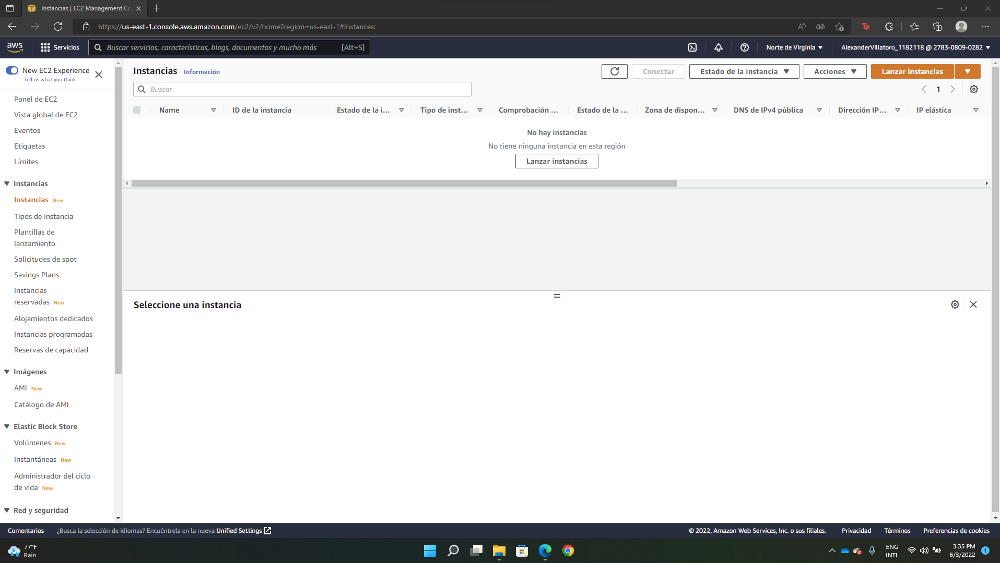 Instancias | EC2 Management Co
https://us-east-1.console.aws.amazon.com/ec2/v2/home?region=us-east-1#Instances:
aws
Servicios
Buscar servicios, características, blogs, documentos y mucho más
[Alt+S]
Norte de Virginia
AlexanderVillatoro_1182118 @ 2783-0809-0282
New EC2 Experience
Tell us what you think
Panel de EC2
Vista global de EC2
Eventos
Etiquetas
Límites
Instancias
Instancias New
Tipos de instancia
Plantillas de
lanzamiento
Solicitudes de spot
Savings Plans
Instancias
reservadas New
Alojamientos dedicados
Instancias programadas
Reservas de capacidad
Imágenes
AMI New
Catálogo de AMI
Elastic Block Store
Volúmenes New
Instantáneas New
Administrador del ciclo
de vida New
Red y seguridad
Instancias Información
Conectar
Estado de la instancia
Acciones
Lanzar instancias
Buscar
1
Name
ID de la instancia
Estado de la i...
Tipo de inst...
Comprobación ...
Estado de la ...
Zona de dispon...
DNS de IPv4 pública
Dirección IP...
IP elástica
No hay instancias
No tiene ninguna instancia en esta región
Lanzar instancias
Seleccione una instancia
Comentarios
¿Busca la selección de idiomas? Encuéntrela en la nueva Unified Settings
© 2022, Amazon Web Services, Inc. o sus filiales.
Privacidad
Términos
Preferencias de cookies
77°F
Rain
ENG
INTL
3:35 PM
6/3/2022
1